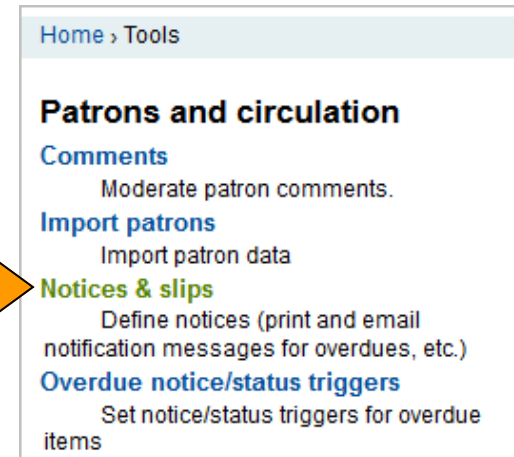 Home › Tools
Patrons and circulation
Comments
Moderate patron comments.
Import patrons
Import patron data
Notices & slips
Define notices (print and email
notification messages for overdues, etc.)
Overdue notice/status triggers
Set notice/status triggers for overdue
items